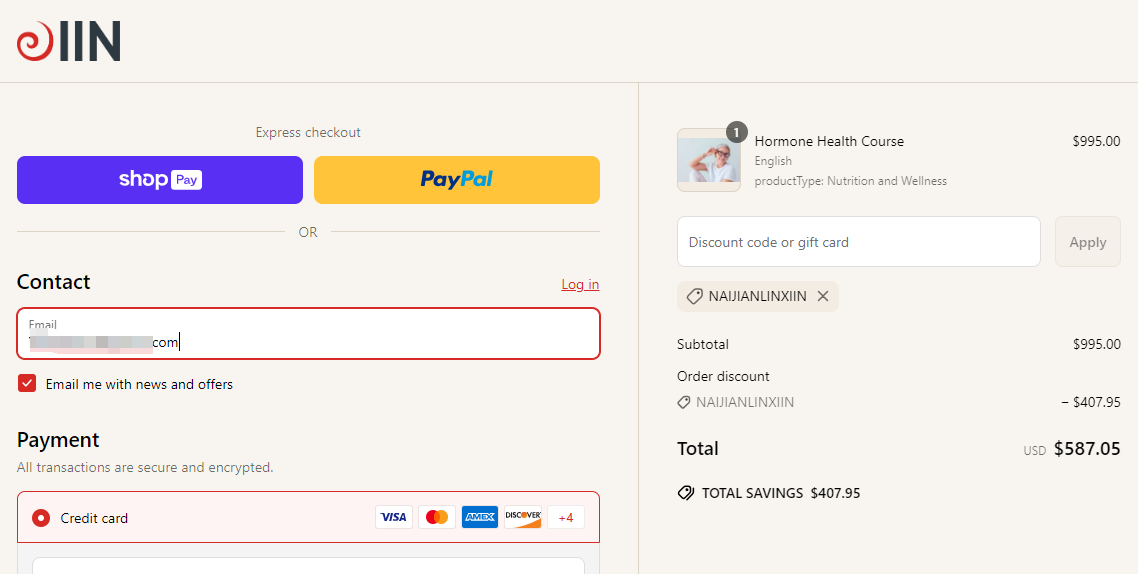 IIN
Express checkout
shop Pay
PayPal
OR
Contact
Log in
Email
com
Email me with news and offers
Payment
All transactions are secure and encrypted.
Credit card
VISA
AMEX
DISCOVER
+4
1
Hormone Health Course
$995.00
English
productType: Nutrition and Wellness
Discount code or gift card
Apply
NAIJIANLINXIIN
Subtotal
$995.00
Order discount
NAIJIANLINXIIN
− $407.95
Total
USD $587.05
TOTAL SAVINGS $407.95